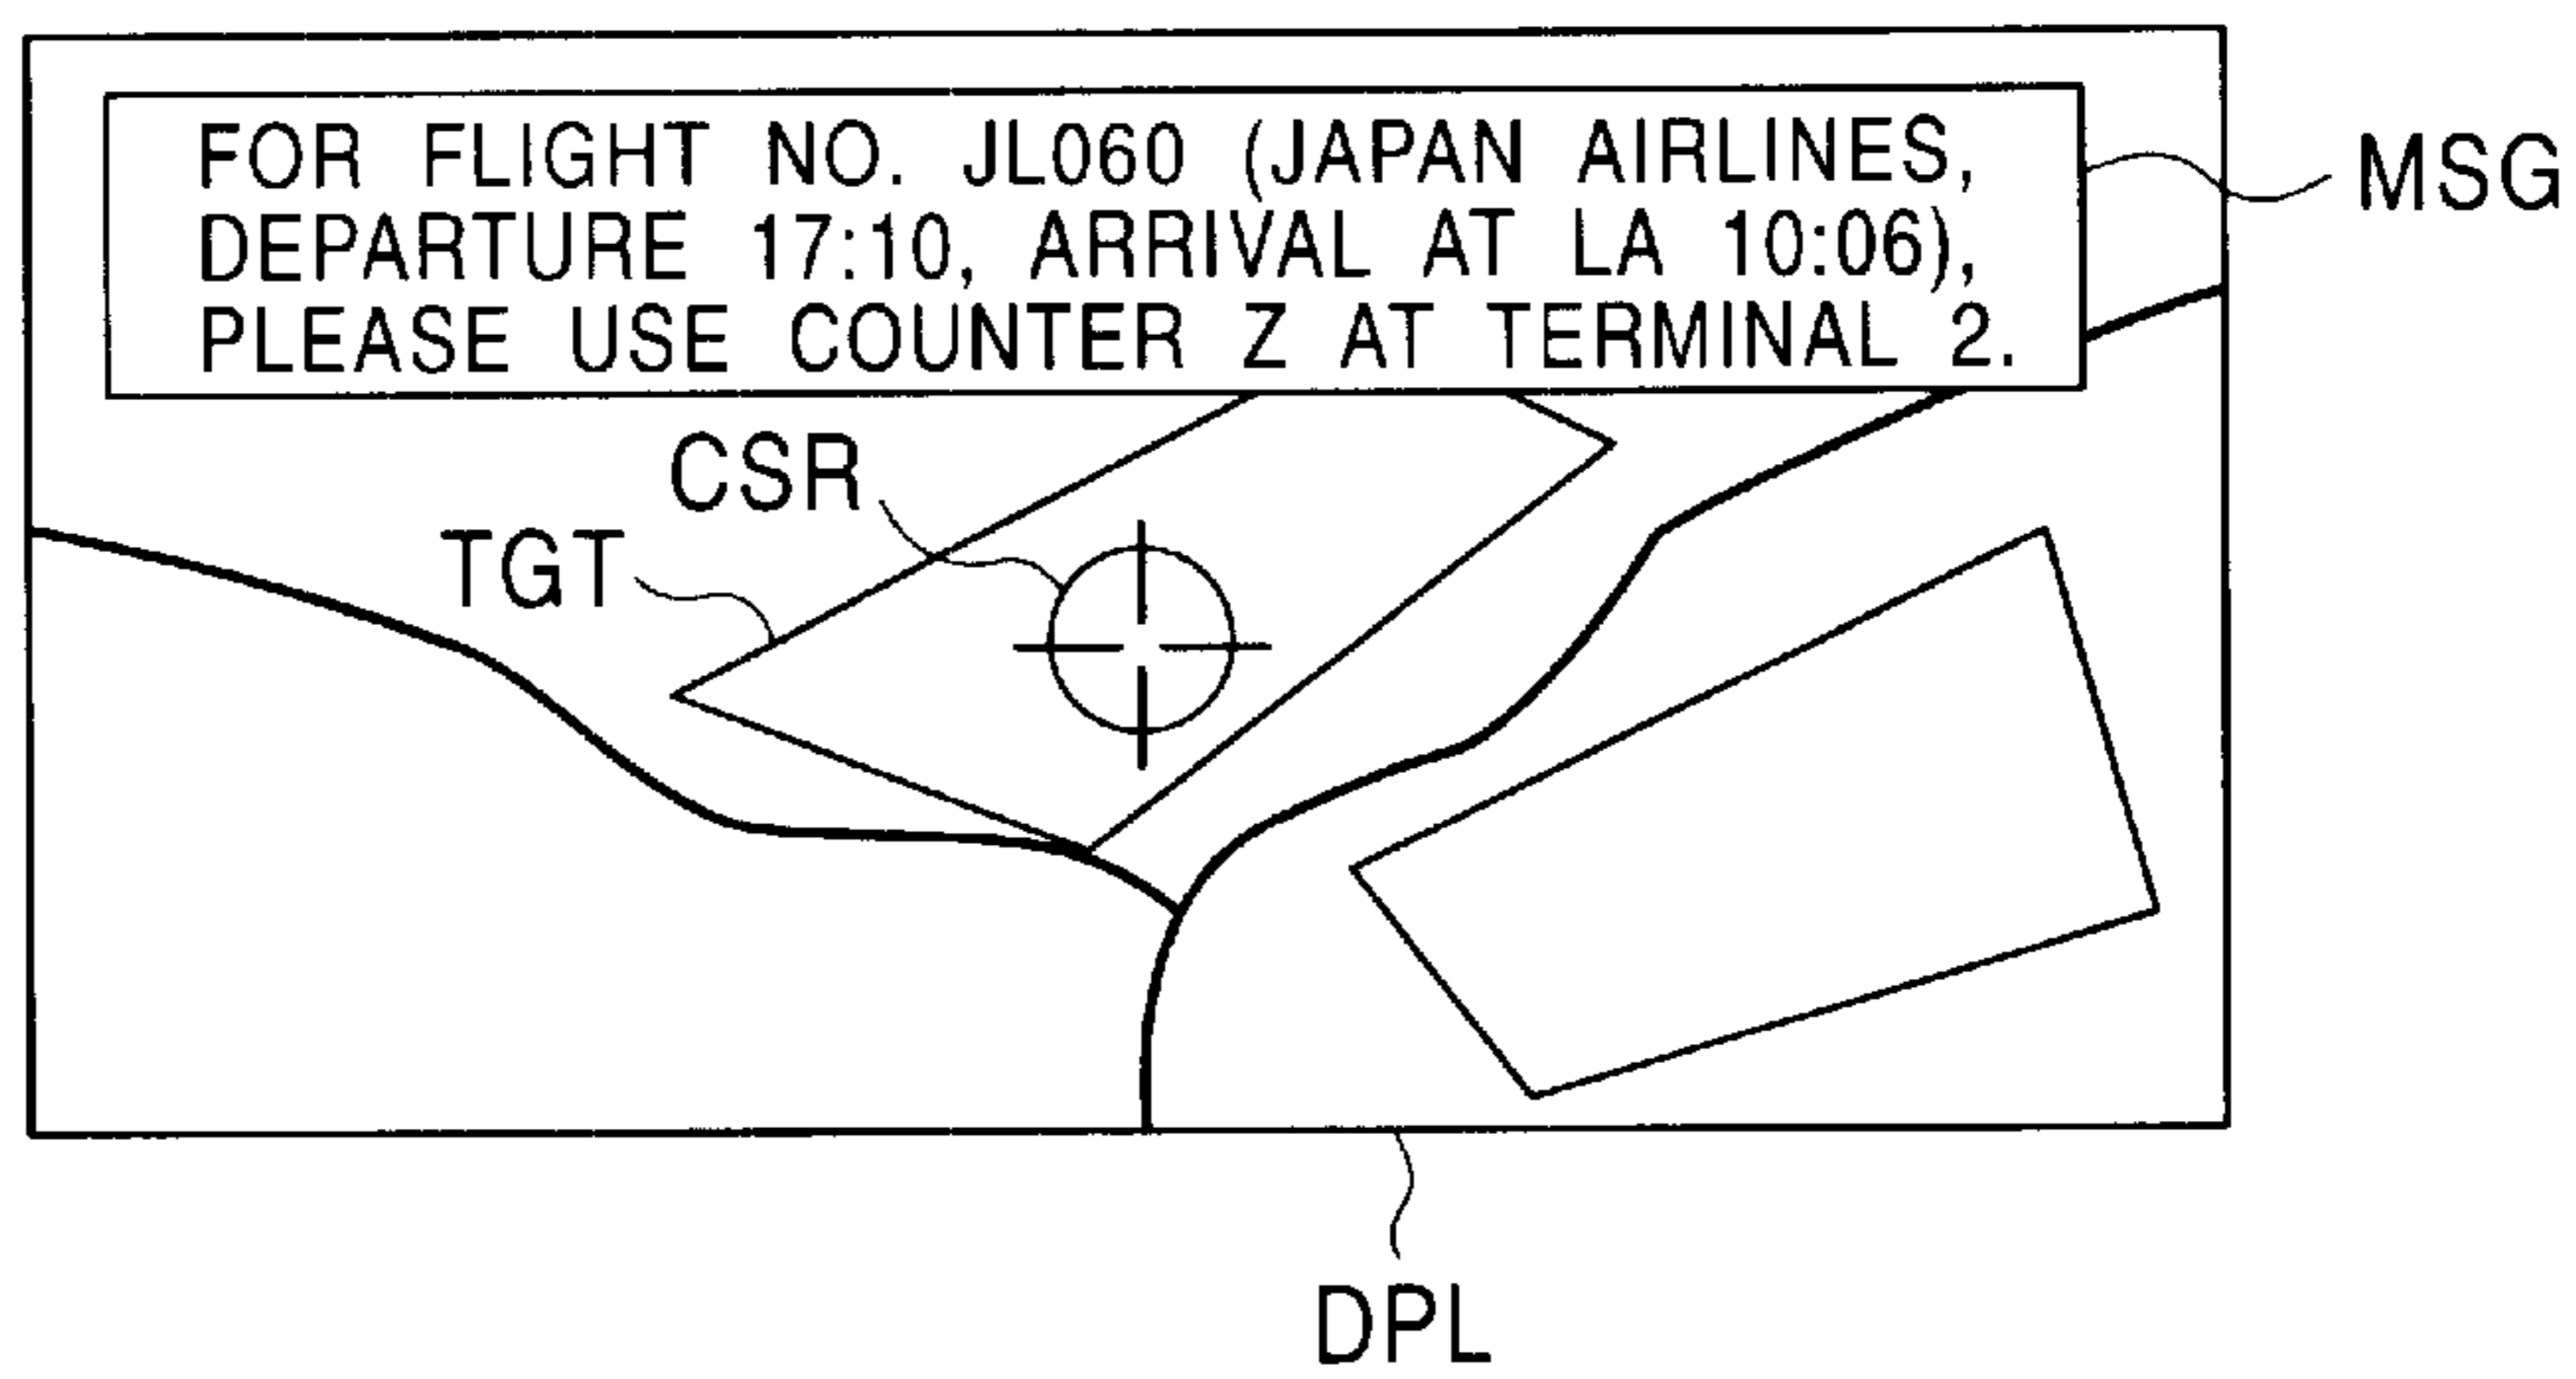 FOR FLIGHT NO. JL060 (JAPAN AIRLINES,
DEPARTURE 17:10, ARRIVAL AT LA 10:06),
PLEASE USE COUNTER Z AT TERMINAL 2.
MSG
CSR
TGT
DPL